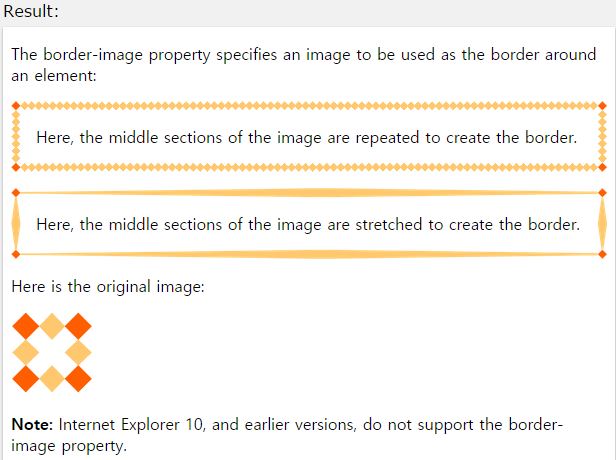 Result:
The border-image property specifies an image to be used as the border around
an element:
Here, the middle sections of the image are repeated to create the border.
Here, the middle sections of the image are stretched to create the border.
Here is the original image:
Note: Internet Explorer 10, and earlier versions, do not support the border-
image property.